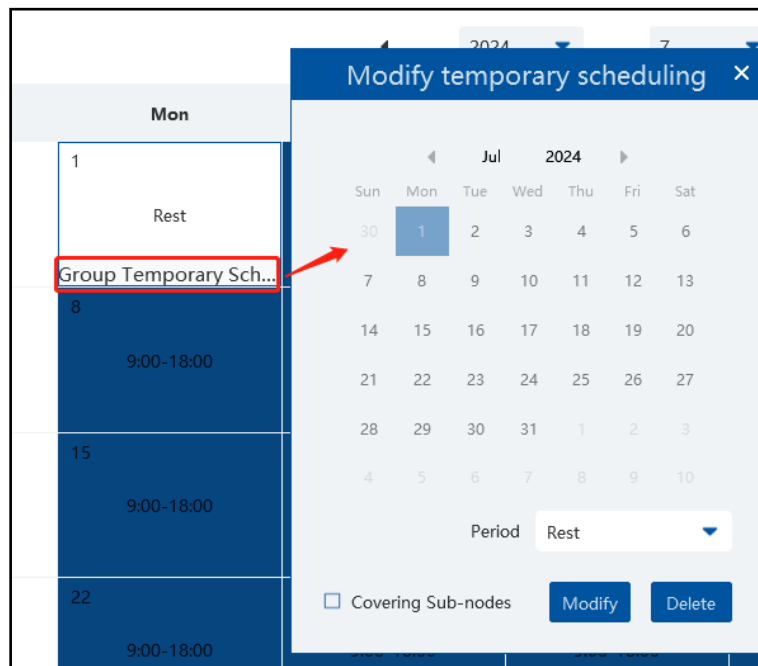 2024 7
Modify temporary scheduling ×
Mon
1
Rest
Group Temporary Sch...
8
9:00-18:00
15
9:00-18:00
22
9:00-18:00
Jul 2024
Sun Mon Tue Wed Thu Fri Sat
30 1 2 3 4 5 6
7 8 9 10 11 12 13
14 15 16 17 18 19 20
21 22 23 24 25 26 27
28 29 30 31 1 2 3
4 5 6 7 8 9 10
Period Rest
Covering Sub-nodes Modify Delete